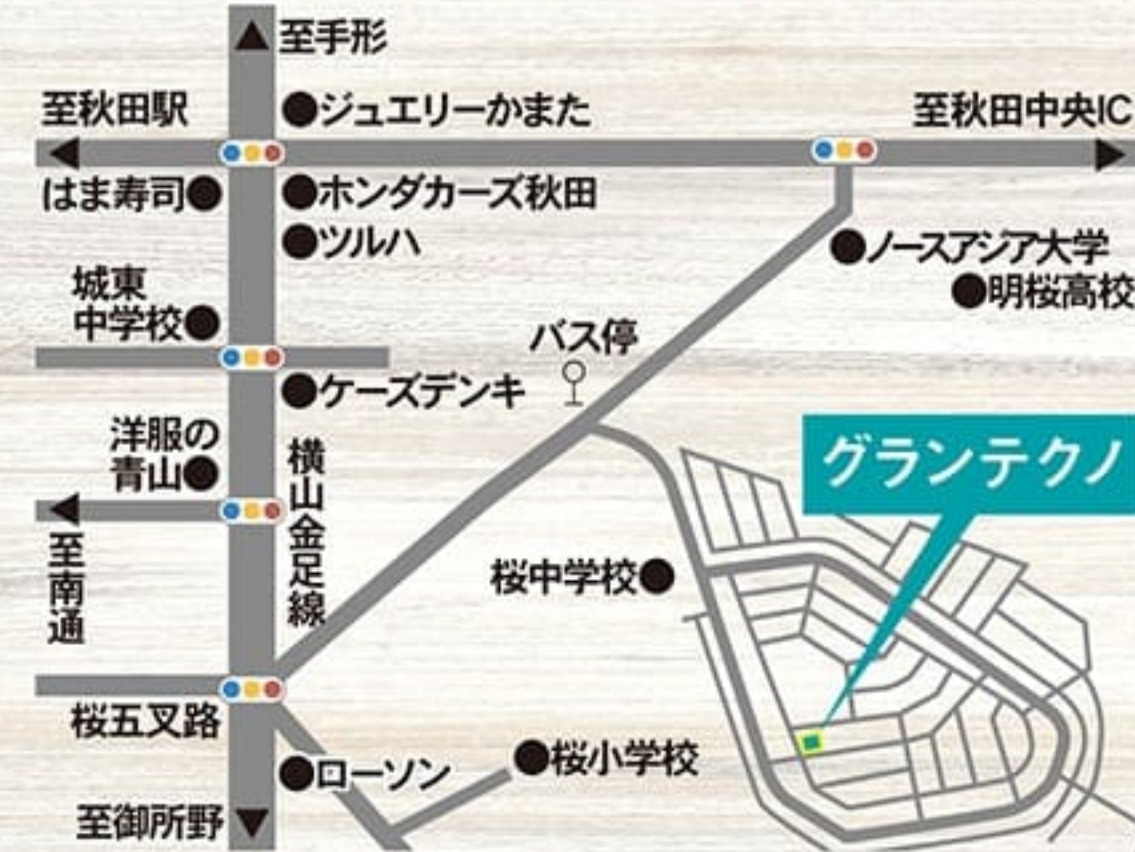 至手形
至秋田駅
ジュエリーかまた
至秋田中央IC
はま寿司
ホンダカーズ秋田
ツルハ
ノースアジア大学
明桜高校
城東
中学校
バス停
ケーズデンキ
洋服の
青山
横山金足線
グランテクノ
至南通
桜中学校
桜五叉路
ローソン
桜小学校
至御所野